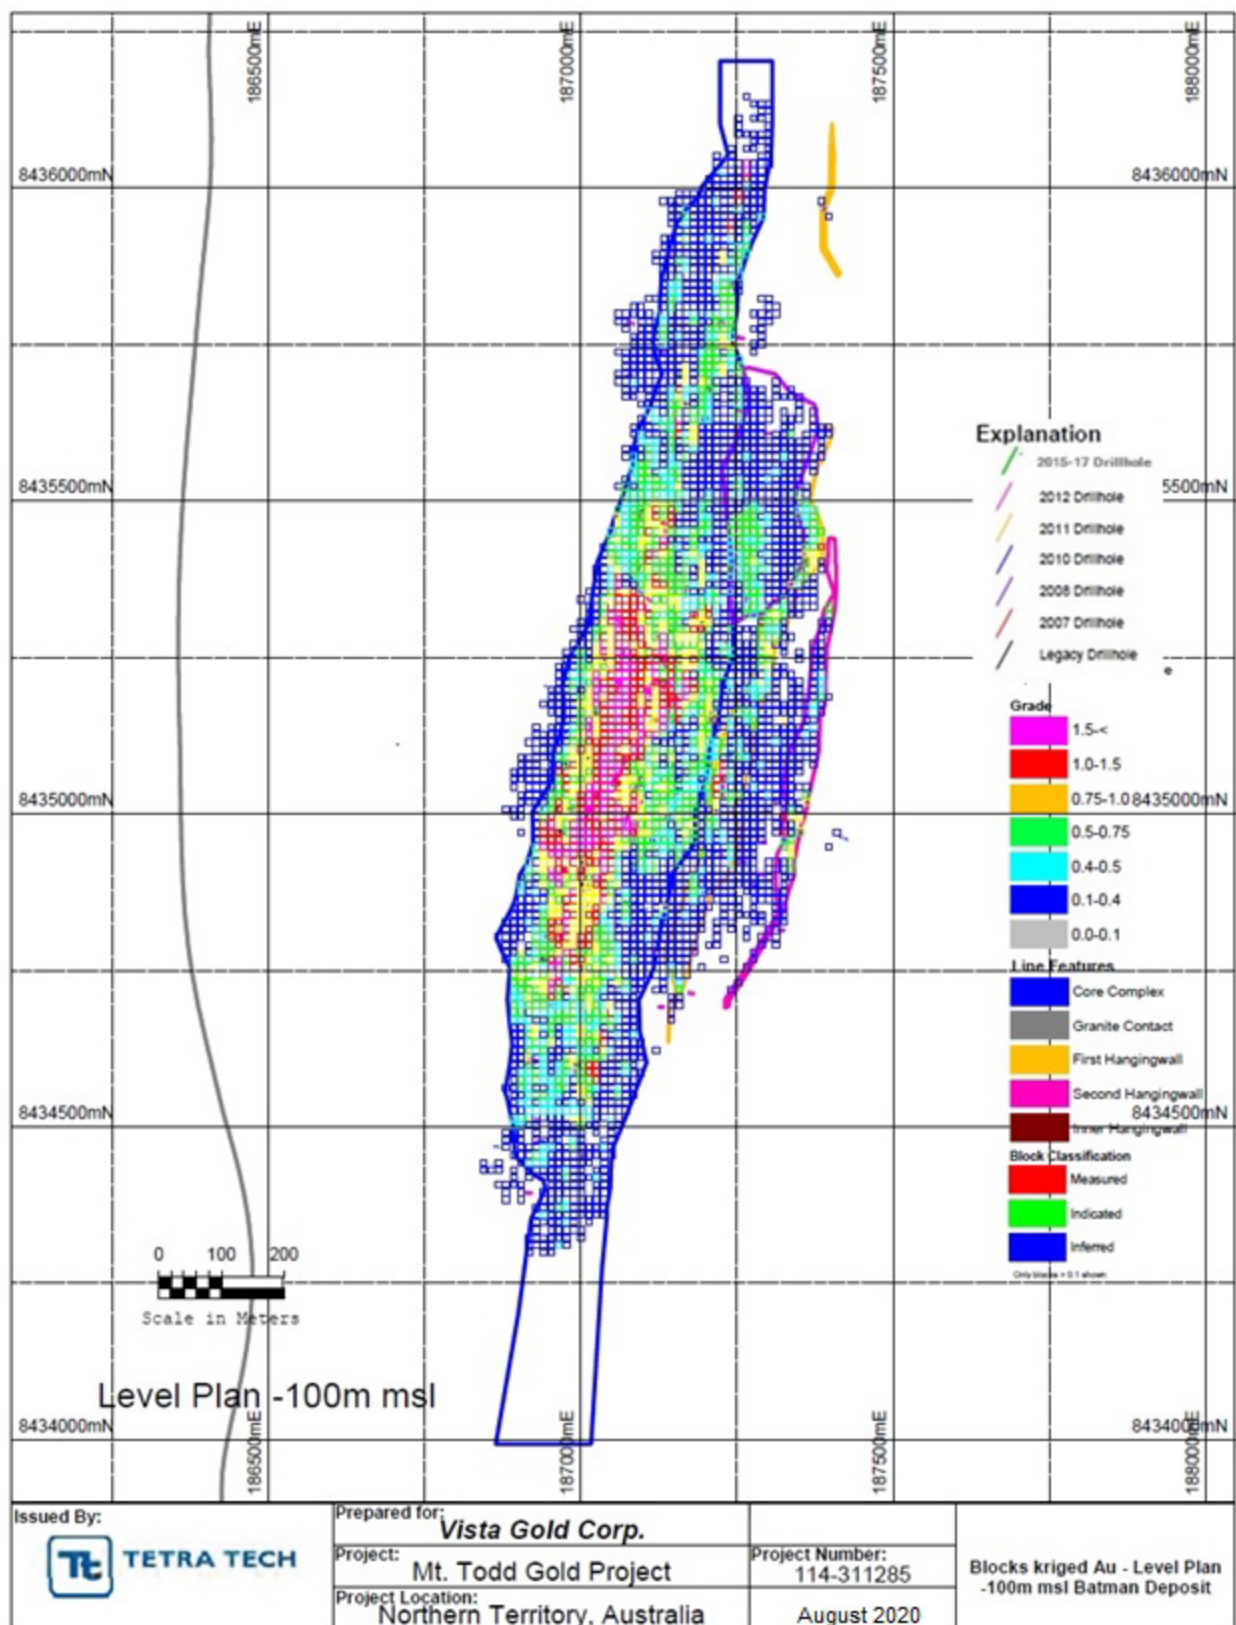 186500mE
187000mE
187500mE
188000mE
8436000mN
8436000mN
Explanation
2015-17 Drillhole
8435500mN
5500mN
2012 Drillhole
2011 Drillhole
2010 Drillhole
2008 Drillhole
2007 Drillhole
Legacy Drillhole
e
Grade
1.5-<
1.0-1.5
8435000mN
0.75-1.0
8435000mN
0.5-0.75
0.4-0.5
0.1-0.4
0.0-0.1
Line Features
Core Complex
Granite Contact
First Hangingwall
Second Hangingwall
8434500mN
8434500mN
Inner Hangingwall
Block Classification
Measured
Indicated
Inferred
Only blocks > 0.1 shown
0 100 200
Scale in Meters
Level Plan -100m msl
8434000mN
8434000mN
186500mE
187000mE
187500mE
188000mE
Issued By:
Tt TETRA TECH
Prepared for:
Vista Gold Corp.
Project:
Mt. Todd Gold Project
Project Number:
114-311285
Project Location:
Northern Territory, Australia
August 2020
Blocks kriged Au - Level Plan
-100m msl Batman Deposit